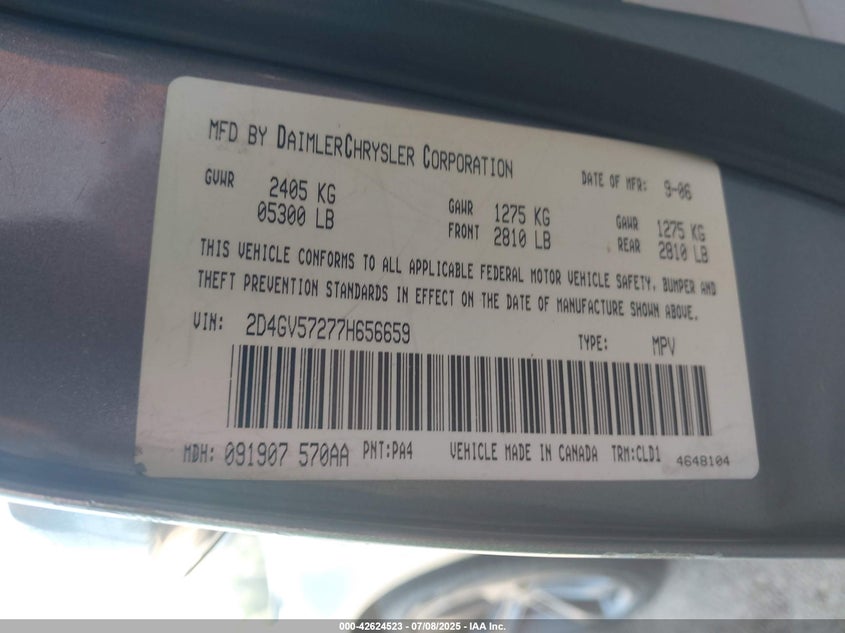 MFD BY DAIMLERCHRYSLER CORPORATION
DATE OF MFR: 9-06
GVWR 2405 KG
05300 LB
GAWR FRONT 1275 KG
2810 LB
GAWR REAR 1275 KG
2810 LB
THIS VEHICLE CONFORMS TO ALL APPLICABLE FEDERAL MOTOR VEHICLE SAFETY, BUMPER AND
THEFT PREVENTION STANDARDS IN EFFECT ON THE DATE OF MANUFACTURE SHOWN ABOVE.
VIN: 2D4GV57277H656659 TYPE: MPV
MDH: 091907 570AA PNT:PA4 VEHICLE MADE IN CANADA TRM:CLD1 4648104
000-42624523 - 07/08/2025 - IAA Inc.